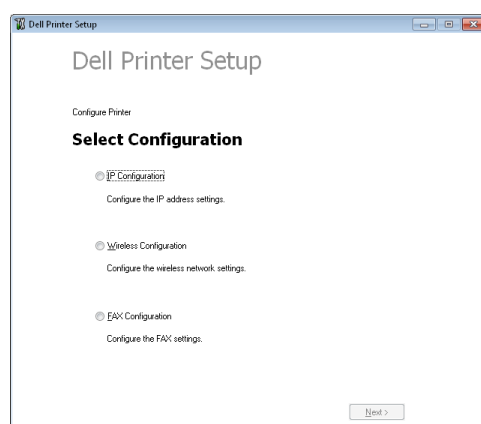 Dell Printer Setup
Dell Printer Setup
Configure Printer
Select Configuration
IP Configuration
Configure the IP address settings.
Wireless Configuration
Configure the wireless network settings.
FAX Configuration
Configure the FAX settings.
Next >